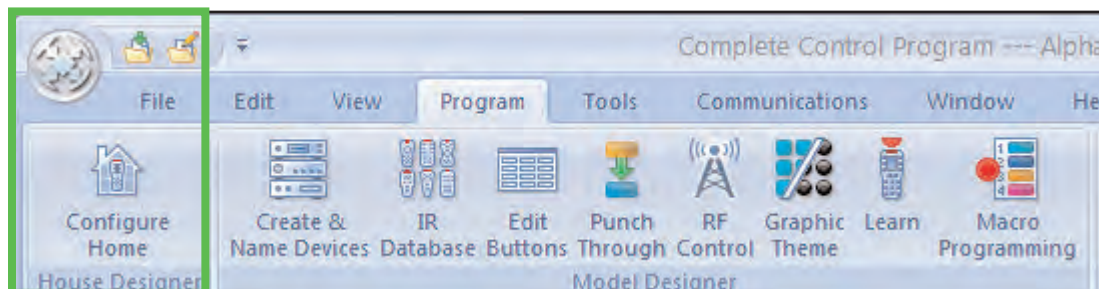 Complete Control Program --- Alpha
File Edit View Program Tools Communications Window He
Configure Home
Create & Name Devices
IR Database
Edit Buttons
Punch Through
RF Control
Graphic Theme
Learn
Macro Programming
House Designer
Model Designer